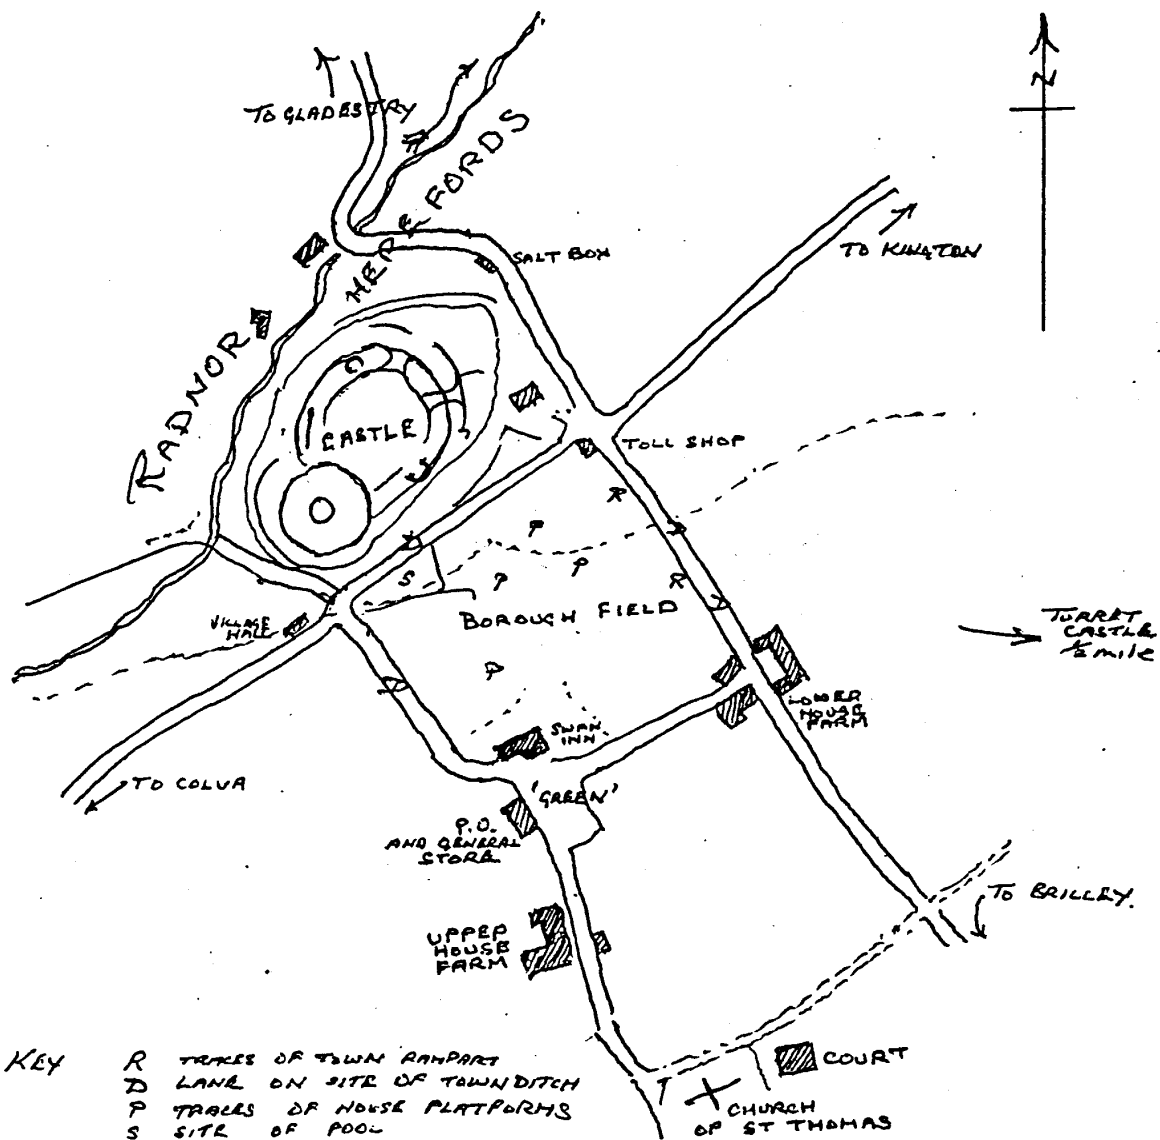 N
TO GLADESTRY
HEREFORDS
RADNOR
SALT BOX
TO KINGTON
CASTLE
TOLL SHOP
R
P
D
D
S
P
P
R
D
BOROUGH FIELD
VILLAGE
HALL
TURRET
CASTLE
½ mile
P
D
LOWER
HOUSE
FARM
SWAN
INN
TO COLVA
'GREEN'
P.O.
AND GENERAL
STORE
TO BRILLEY.
UPPER
HOUSE
FARM
COURT
T
CHURCH
OF ST THOMAS
KEY
R TRACES OF TOWN RAMPART
D LANE ON SITE OF TOWN DITCH
P TRACES OF HOUSE PLATFORMS
S SITE OF POOL